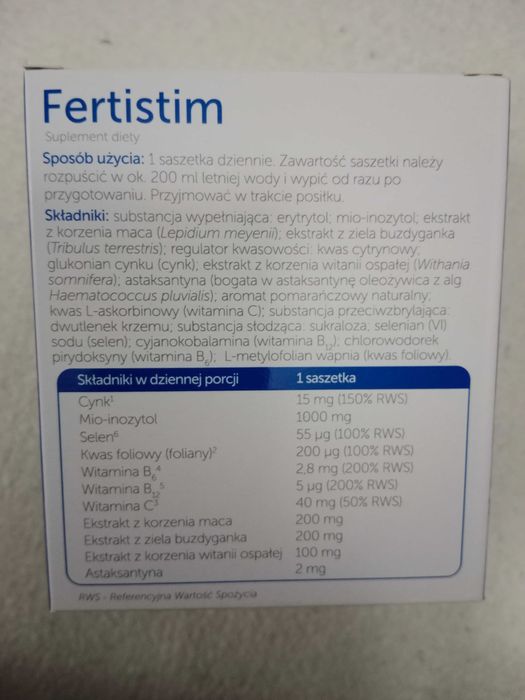 Fertistim
Suplement diety
Sposób użycia: 1 saszetka dziennie. Zawartość saszetki należy
rozpuścić w ok. 200 ml letniej wody i wypić od razu po
przygotowaniu. Przyjmować w trakcie posiłku.
Składniki: substancja wypełniająca: erytrytol; mio-inozytol; ekstrakt
z korzenia maca (Lepidium meyenii); ekstrakt z ziela buzdyganka
(Tribulus terrestris); regulator kwasowości: kwas cytrynowy;
glukonian cynku (cynk); ekstrakt z korzenia witanii ospałej (Withania
somnifera); astaksantyna (bogata w astaksantynę oleożywica z alg
Haematococcus pluvialis); aromat pomarańczowy naturalny;
kwas L-askorbinowy (witamina C); substancja przeciwzbrylająca:
dwutlenek krzemu; substancja słodząca: sukraloza; selenian (VI)
sodu (selen); cyjanokobalamina (witamina B12); chlorowodorek
pirydoksyny (witamina B6); L-metylofolian wapnia (kwas foliowy).
Składniki w dziennej porcji 1 saszetka
Cynk¹ 15 mg (150% RWS)
Mio-inozytol 1000 mg
Selen⁶ 55 µg (100% RWS)
Kwas foliowy (foliany)² 200 µg (100% RWS)
Witamina B6⁴ 2,8 mg (200% RWS)
Witamina B12⁵ 5 µg (200% RWS)
Witamina C³ 40 mg (50% RWS)
Ekstrakt z korzenia maca 200 mg
Ekstrakt z ziela buzdyganka 200 mg
Ekstrakt z korzenia witanii ospałej 100 mg
Astaksantyna 2 mg
RWS - Referencyjna Wartość Spożycia